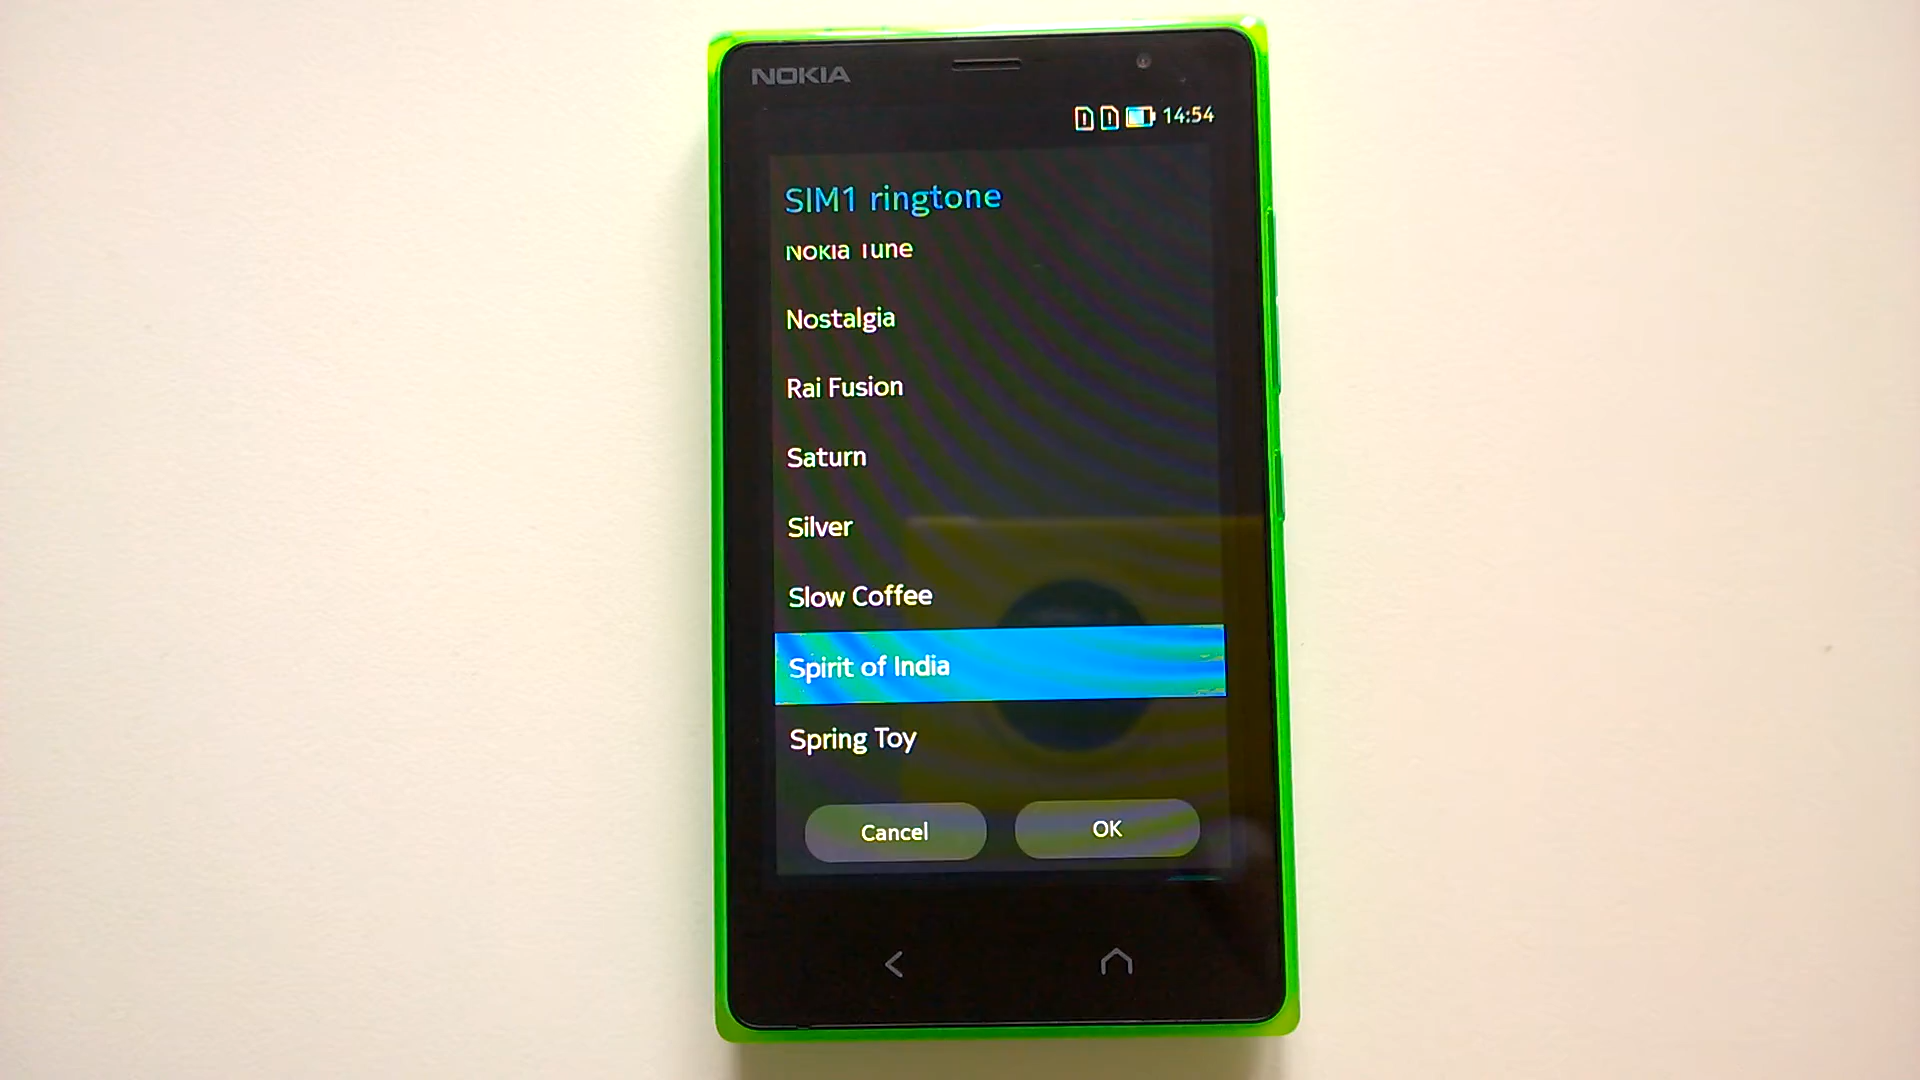 NOKIA
14:54
SIM1 ringtone
Nokia Tune
Nostalgia
Rai Fusion
Saturn
Silver
Slow Coffee
Spirit of India
Spring Toy
Cancel OK